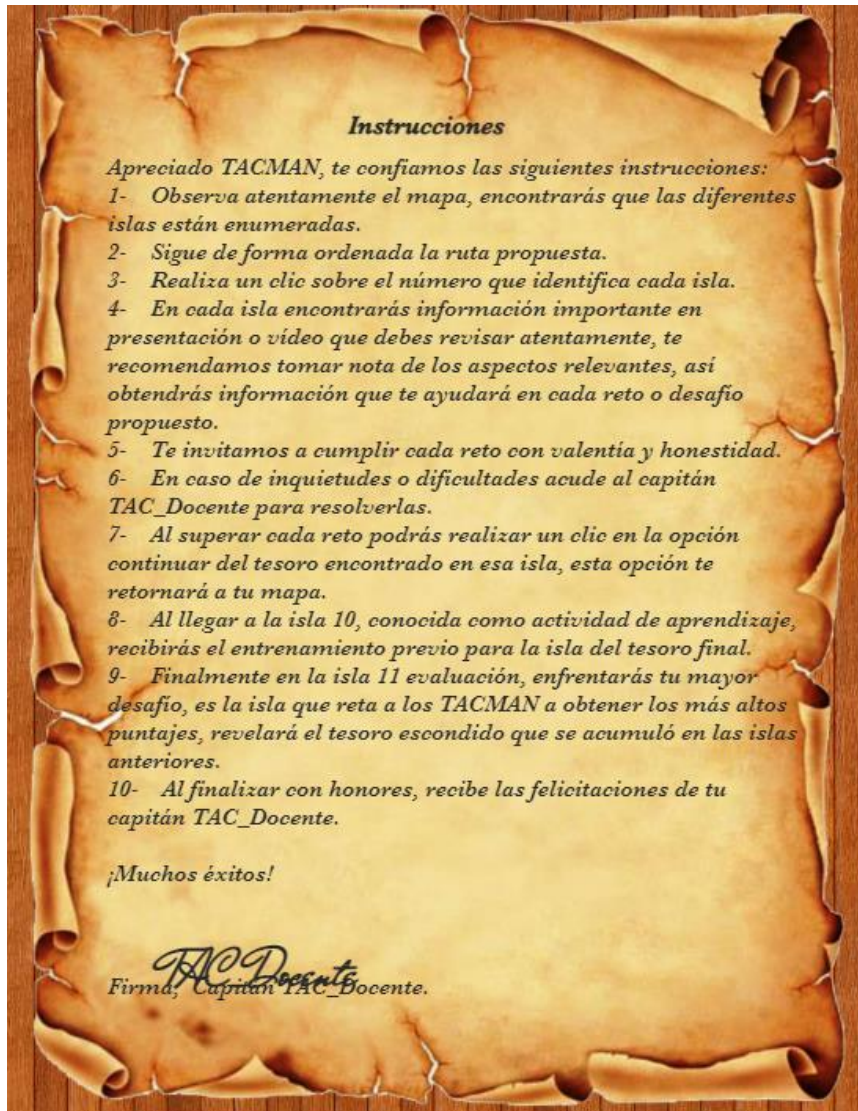 Instrucciones
Apreciado TACMAN, te confiamos las siguientes instrucciones:
1- Observa atentamente el mapa, encontrarás que las diferentes
islas están enumeradas.
2- Sigue de forma ordenada la ruta propuesta.
3- Realiza un clic sobre el número que identifica cada isla.
4- En cada isla encontrarás información importante en
presentación o vídeo que debes revisar atentamente, te
recomendamos tomar nota de los aspectos relevantes, así
obtendrás información que te ayudará en cada reto o desafío
propuesto.
5- Te invitamos a cumplir cada reto con valentía y honestidad.
6- En caso de inquietudes o dificultades acude al capitán
TAC_Docente para resolverlas.
7- Al superar cada reto podrás realizar un clic en la opción
continuar del tesoro encontrado en esa isla, esta opción te
retornará a tu mapa.
8- Al llegar a la isla 10, conocida como actividad de aprendizaje,
recibirás el entrenamiento previo para la isla del tesoro final.
9- Finalmente en la isla 11 evaluación, enfrentarás tu mayor
desafío, es la isla que reta a los TACMAN a obtener los más altos
puntajes, revelará el tesoro escondido que se acumuló en las islas
anteriores.
10- Al finalizar con honores, recibe las felicitaciones de tu
capitán TAC_Docente.
¡Muchos éxitos!
TAC_Docente
Firma, Capitán TAC_Docente.